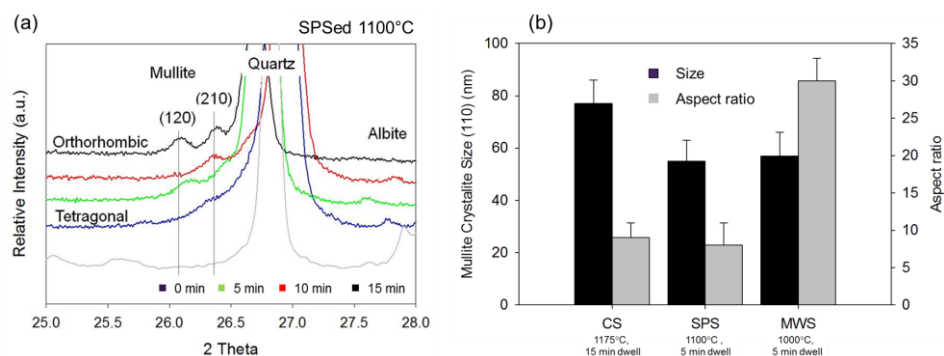 (a)
SPSed 1100°C
Relative Intensity (a.u.)
Mullite
Quartz
(120)
(210)
Orthorhombic
Albite
Tetragonal
0 min
5 min
10 min
15 min
25.0
25.5
26.0
26.5
27.0
27.5
28.0
2 Theta
(b)
Mullite Crystalite Size (110) (nm)
100
80
60
40
20
0
Size
Aspect ratio
35
30
25
20
15
10
5
0
Aspect ratio
CS
1175°C,
15 min dwell
SPS
1100°C ,
5 min dwell
MWS
1000°C,
5 min dwell